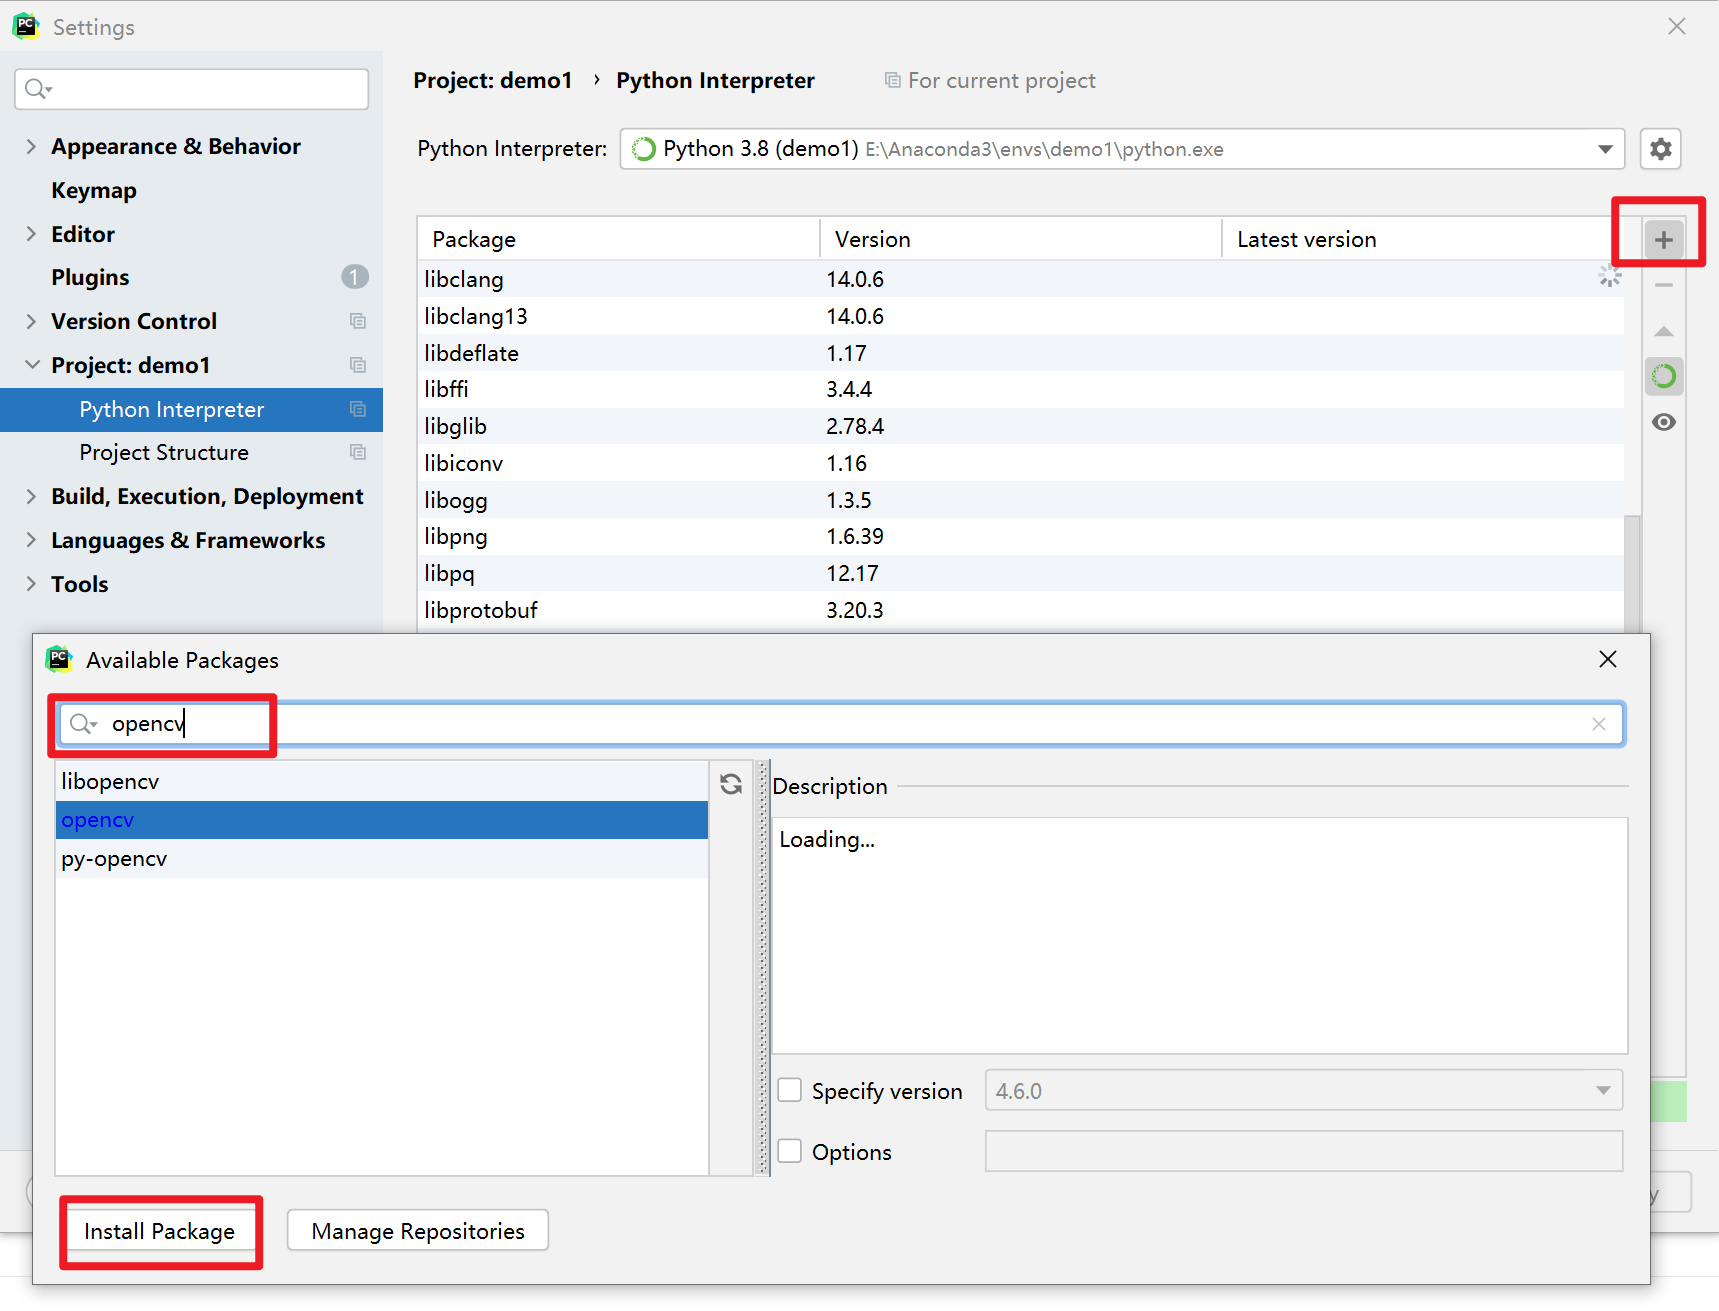 Settings
Project: demo1 › Python Interpreter For current project
Python Interpreter: Python 3.8 (demo1) E:\Anaconda3\envs\demo1\python.exe
Appearance & Behavior
Keymap
Editor
Plugins 1
Version Control
Project: demo1
Python Interpreter
Project Structure
Build, Execution, Deployment
Languages & Frameworks
Tools
Package Version Latest version
libclang 14.0.6
libclang13 14.0.6
libdeflate 1.17
libffi 3.4.4
libglib 2.78.4
libiconv 1.16
libogg 1.3.5
libpng 1.6.39
libpq 12.17
libprotobuf 3.20.3
Available Packages
opencv
libopencv
opencv
py-opencv
Description
Loading...
Specify version 4.6.0
Options
Install Package Manage Repositories